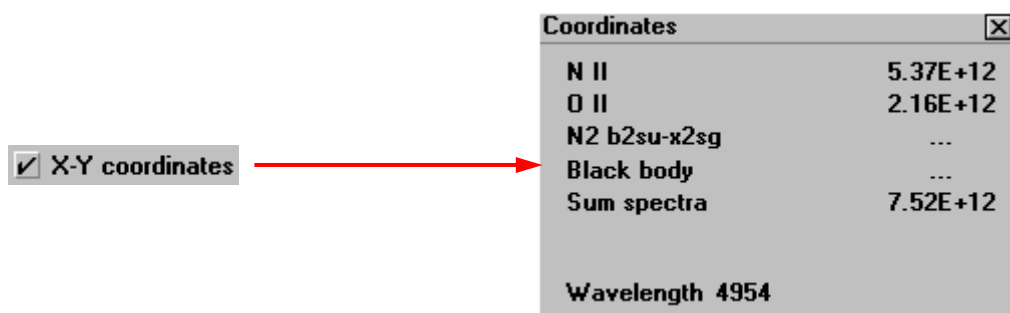 X-Y coordinates
Coordinates
N II 5.37E+12
O II 2.16E+12
N2 b2su-x2sg ...
Black body ...
Sum spectra 7.52E+12
Wavelength 4954